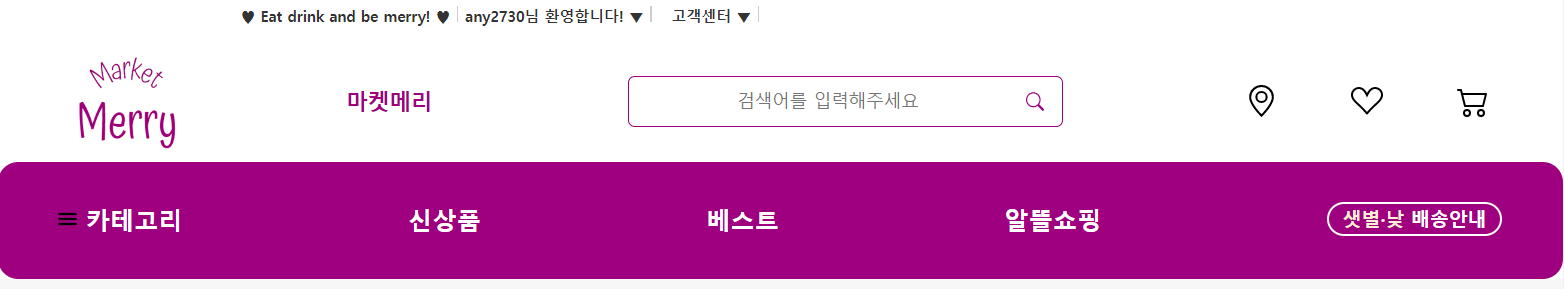 ♥ Eat drink and be merry! ♥ any2730님 환영합니다! ▼ 고객센터 ▼
Market
Merry
마켓메리
검색어를 입력해주세요
카테고리 신상품 베스트 알뜰쇼핑 샛별·낮 배송안내